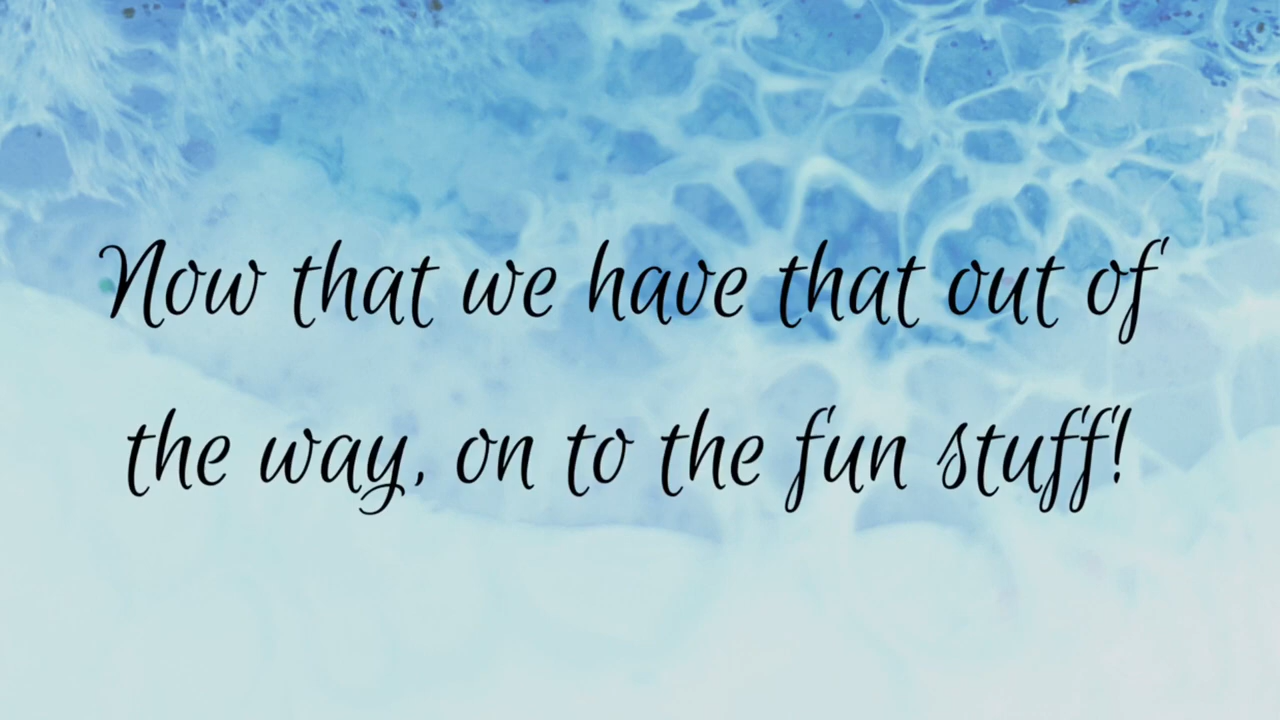 Now that we have that out of
the way, on to the fun stuff!